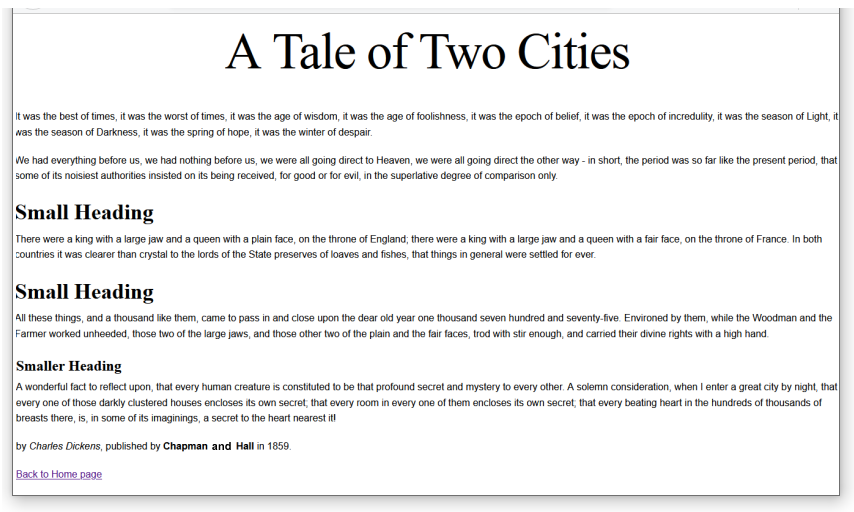 A Tale of Two Cities
It was the best of times, it was the worst of times, it was the age of wisdom, it was the age of foolishness, it was the epoch of belief, it was the epoch of incredulity, it was the season of Light, it
was the season of Darkness, it was the spring of hope, it was the winter of despair.
We had everything before us, we had nothing before us, we were all going direct to Heaven, we were all going direct the other way - in short, the period was so far like the present period, that
some of its noisiest authorities insisted on its being received, for good or for evil, in the superlative degree of comparison only.
Small Heading
There were a king with a large jaw and a queen with a plain face, on the throne of England; there were a king with a large jaw and a queen with a fair face, on the throne of France. In both
countries it was clearer than crystal to the lords of the State preserves of loaves and fishes, that things in general were settled for ever.
Small Heading
All these things, and a thousand like them, came to pass in and close upon the dear old year one thousand seven hundred and seventy-five. Environed by them, while the Woodman and the
Farmer worked unheeded, those two of the large jaws, and those other two of the plain and the fair faces, trod with stir enough, and carried their divine rights with a high hand.
Smaller Heading
A wonderful fact to reflect upon, that every human creature is constituted to be that profound secret and mystery to every other. A solemn consideration, when I enter a great city by night, that
every one of those darkly clustered houses encloses its own secret; that every room in every one of them encloses its own secret; that every beating heart in the hundreds of thousands of
breasts there, is, in some of its imaginings, a secret to the heart nearest it!
by Charles Dickens, published by Chapman and Hall in 1859.
Back to Home page